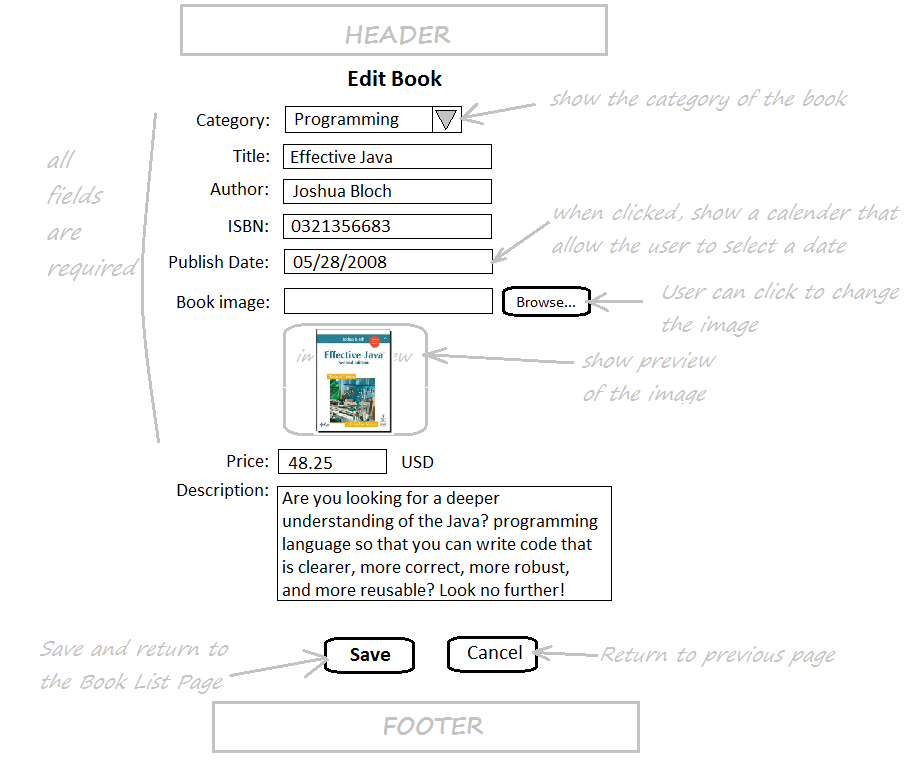 HEADER
Edit Book
Category: Programming
show the category of the book
all
fields
are
required
Title: Effective Java
Author: Joshua Bloch
ISBN: 0321356683
when clicked, show a calender that
allow the user to select a date
Publish Date: 05/28/2008
Book image: Browse...
User can click to change
the image
Joshua Bloch
Effective Java
Second Edition
show preview
of the image
Price: 48.25 USD
Description:
Are you looking for a deeper
understanding of the Java? programming
language so that you can write code that
is clearer, more correct, more robust,
and more reusable? Look no further!
Save and return to
the Book List Page
Save Cancel
Return to previous page
FOOTER